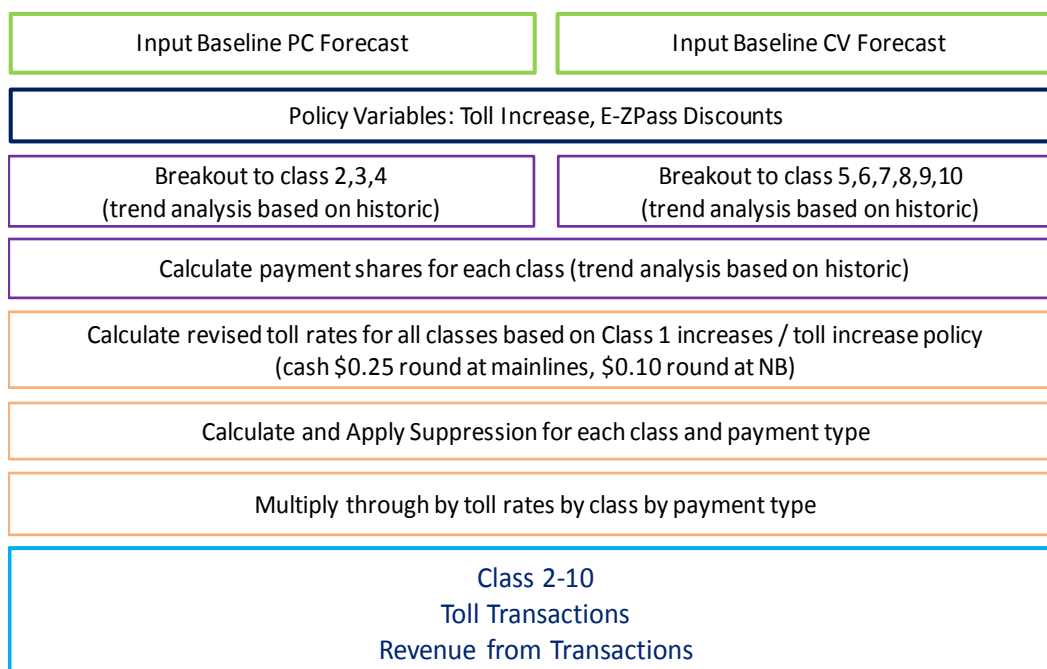 Input Baseline PC Forecast
Input Baseline CV Forecast
Policy Variables: Toll Increase, E-ZPass Discounts
Breakout to class 2,3,4
(trend analysis based on historic)
Breakout to class 5,6,7,8,9,10
(trend analysis based on historic)
Calculate payment shares for each class (trend analysis based on historic)
Calculate revised toll rates for all classes based on Class 1 increases / toll increase policy
(cash $0.25 round at mainlines, $0.10 round at NB)
Calculate and Apply Suppression for each class and payment type
Multiply through by toll rates by class by payment type
Class 2-10
Toll Transactions
Revenue from Transactions